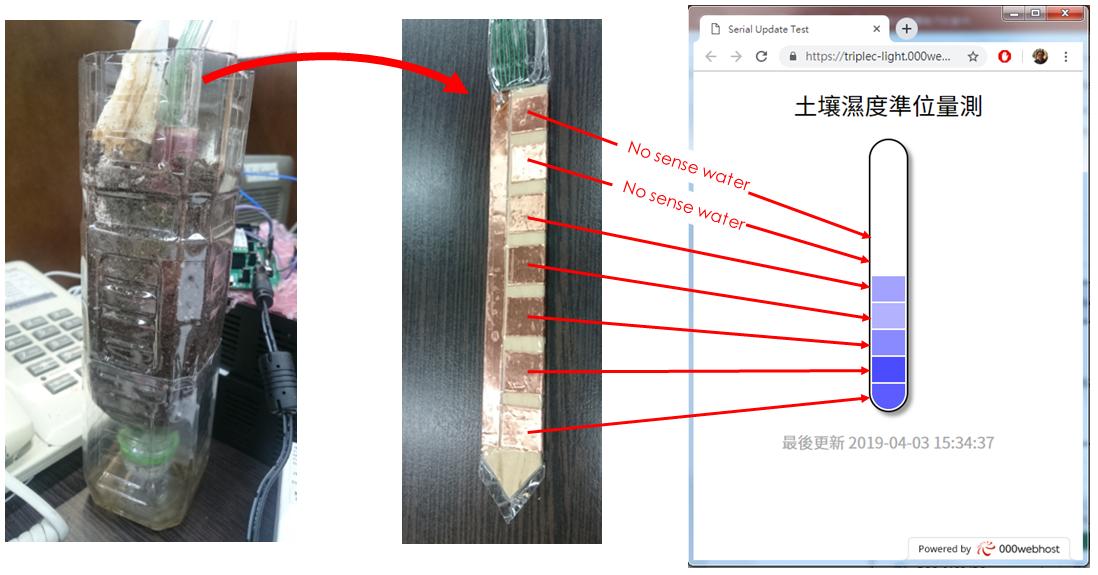 Serial Update Test
https://triplec-light.000we...
土壤濕度準位量測
No sense water
No sense water
最後更新 2019-04-03 15:34:37
Powered by 000webhost